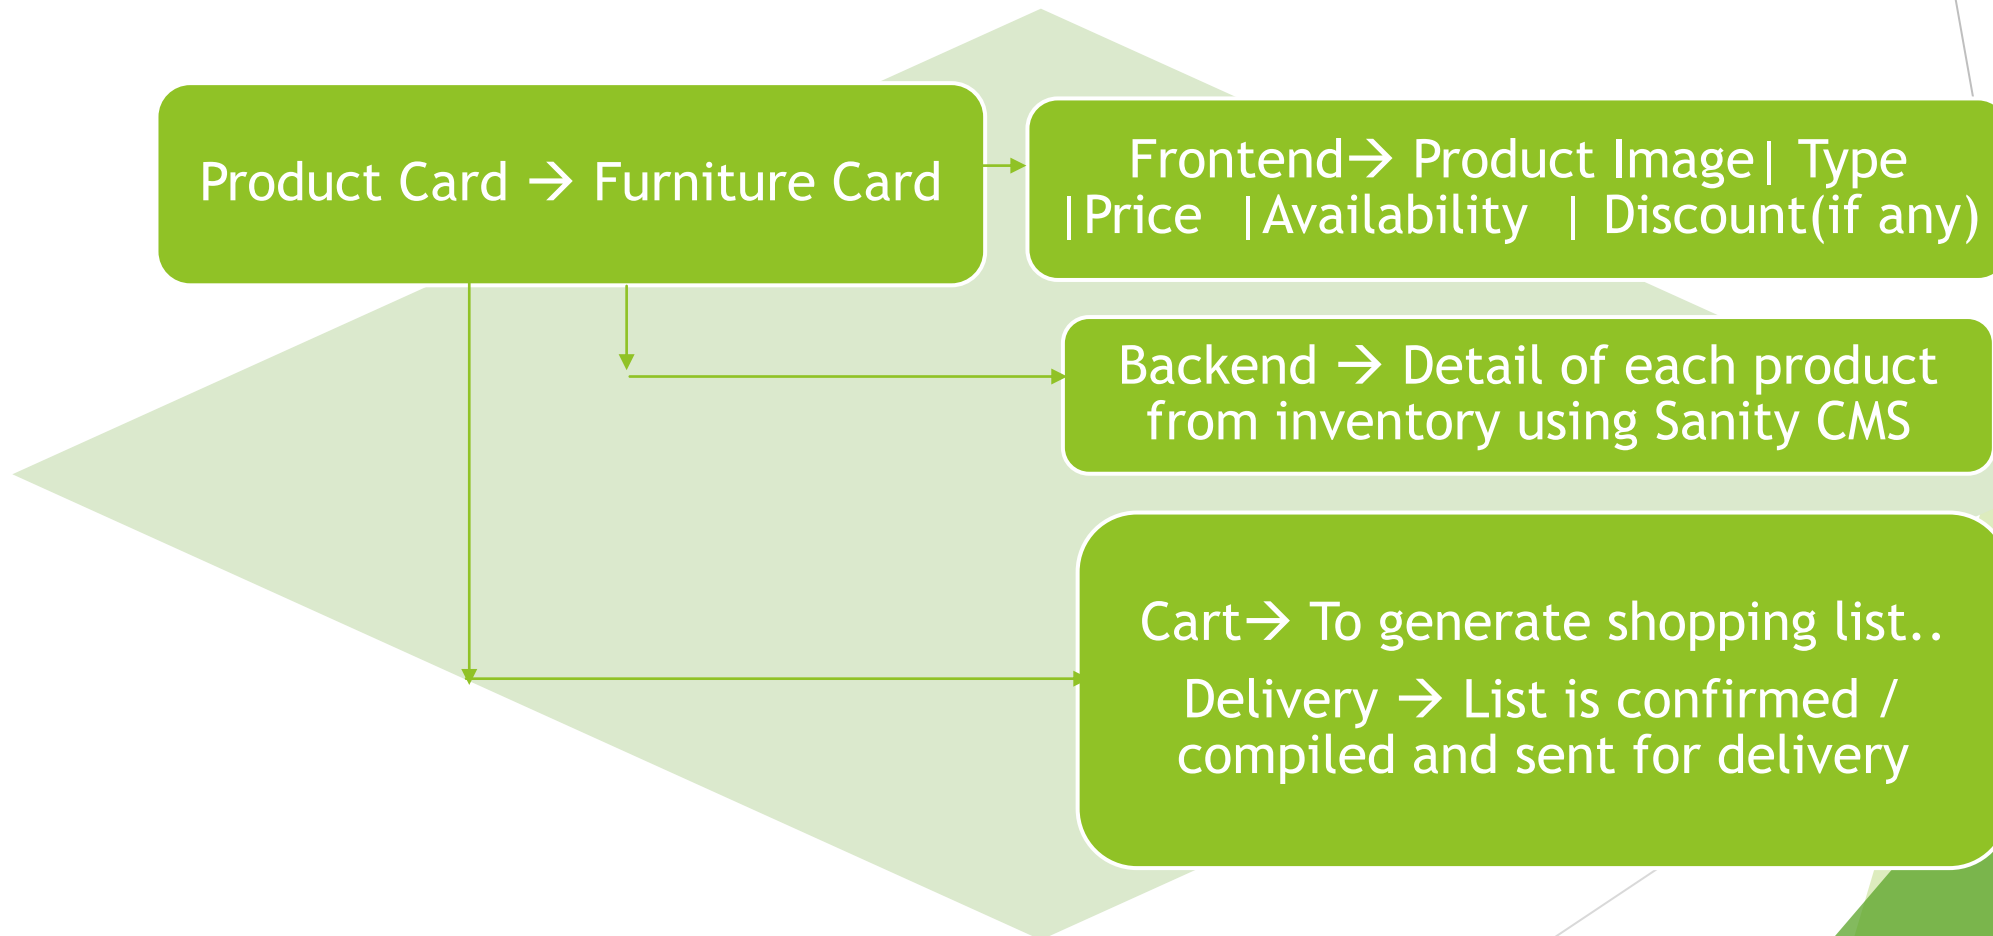 Product Card → Furniture Card
Frontend→ Product Image| Type
|Price |Availability | Discount(if any)
Backend → Detail of each product
from inventory using Sanity CMS
Cart→ To generate shopping list..
Delivery → List is confirmed /
compiled and sent for delivery